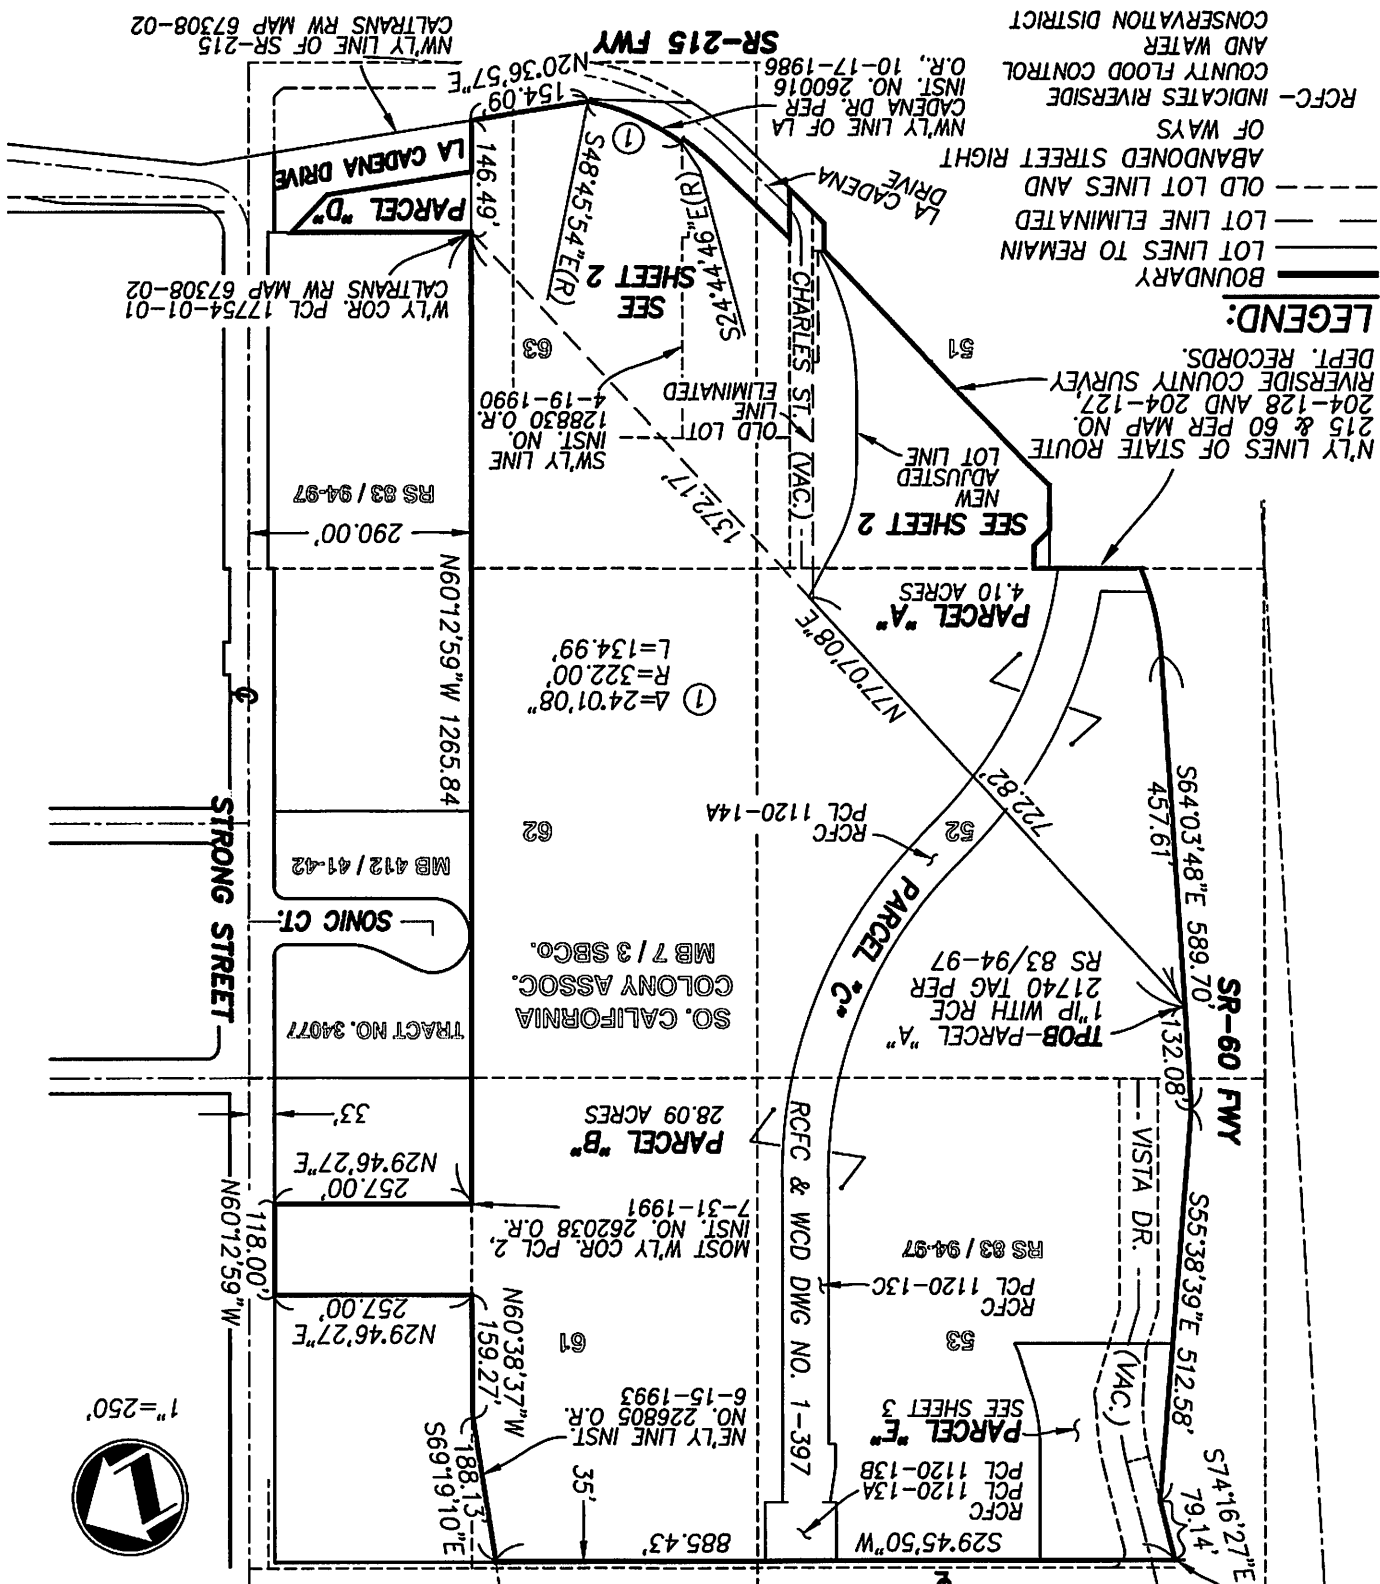 S74°16'27"E
79.14'
S29°45'50"W
885.43'
35'
188.13'
S69°19'10"E
1"=250'
RCFC
PCL 1120-13A
PCL 1120-13B
PARCEL "E"
SEE SHEET 3
(VAC.)
NE'LY LINE INST.
NO. 226805 O.R.
6-15-1993
N60°38'37"W
159.27'
53
61
N29°46'27"E
257.00'
S55°38'39"E 512.58'
RCFC
PCL 1120-13C
RS 83 / 94-97
VISTA DR.
RCFC & WCD DWG NO. 1-397
MOST W'LY COR. PCL 2,
INST. NO. 262038 O.R.
7-31-1991
118.00'
N60°12'59"W
257.00'
N29°46'27"E
PARCEL "B"
28.09 ACRES
33'
SR-60 FWY
132.08'
TPOB-PARCEL "A"
1"IP WITH RCE
21740 TAG PER
RS 83/94-97
SO. CALIFORNIA
COLONY ASSOC.
MB 7 / 3 SBCo.
TRACT NO. 34077
STRONG STREET
SONIC CT.
MB 412 / 41-42
PARCEL "C"
S64°03'48"E 589.70'
457.61'
52
RCFC
PCL 1120-14A
62
722.82'
N77°07'08"E
1 Δ=24°01'08"
R=322.00'
L=134.99'
N60°12'59"W 1265.84
PARCEL "A"
4.10 ACRES
290.00'
RS 83 / 94-97
SEE SHEET 2
NEW
ADJUSTED
LOT LINE
1372.17'
N'LY LINES OF STATE ROUTE
215 & 60 PER MAP NO.
204-128 AND 204-127,
RIVERSIDE COUNTY SURVEY
DEPT. RECORDS.
51
CHARLES ST. (VAC.)
OLD LOT
LINE
ELIMINATED
SW'LY LINE
INST. NO.
128830 O.R.
4-19-1990
63
SEE
SHEET 2
S24°44'46"E(R)
S48°45'54"E(R)
W'LY COR. PCL 17754-01-01
CALTRANS RW MAP 67308-02
LEGEND:
BOUNDARY
LOT LINES TO REMAIN
LOT LINE ELIMINATED
OLD LOT LINES AND
ABANDONED STREET RIGHT
OF WAYS
RCFC- INDICATES RIVERSIDE
COUNTY FLOOD CONTROL
AND WATER
CONSERVATION DISTRICT
LA CADENA
DRIVE
NW'LY LINE OF LA
CADENA DR. PER
INST. NO. 260016
O.R., 10-17-1986
1
146.49'
PARCEL "D"
LA CADENA DRIVE
154.09'
N20°36'57"E
SR-215 FWY
NW'LY LINE OF SR-215
CALTRANS RW MAP 67308-02